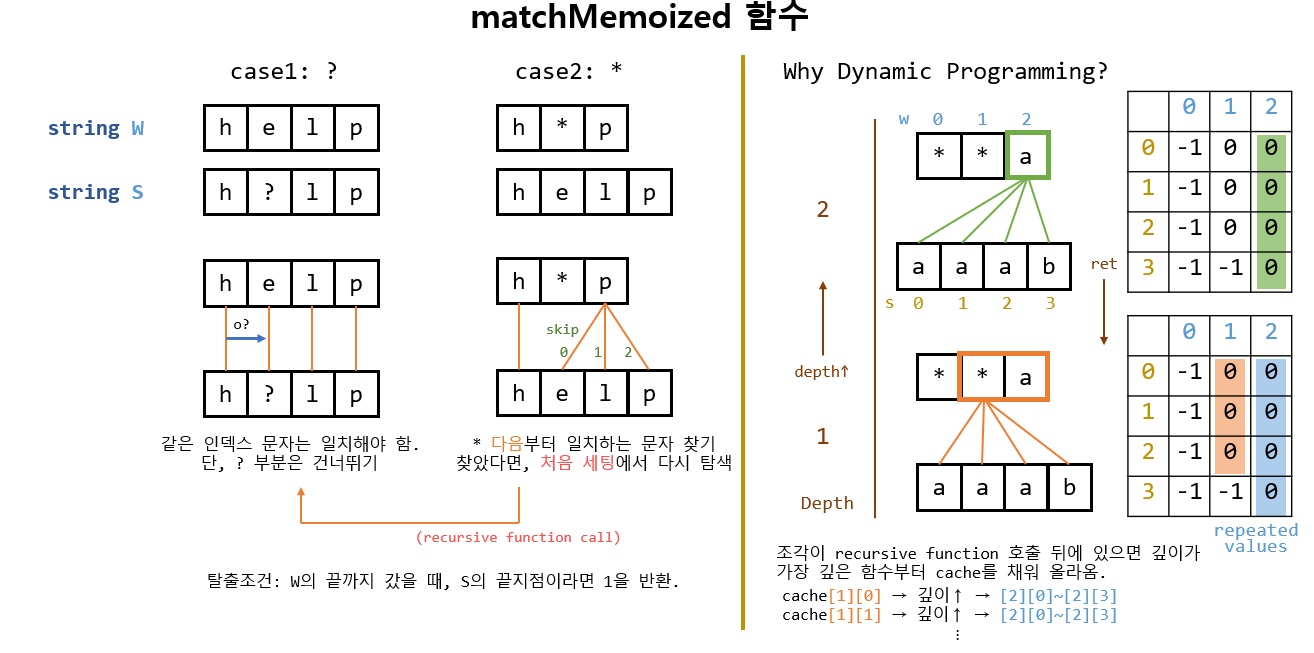 matchMemoized 함수
case1: ?
case2: *
string W
h e l p
h * p
string S
h ? l p
h e l p
h e l p
h * p
o?
skip
0 1 2
h ? l p
h e l p
같은 인덱스 문자는 일치해야 함.
단, ? 부분은 건너뛰기
* 다음부터 일치하는 문자 찾기
찾았다면, 처음 세팅에서 다시 탐색
(recursive function call)
탈출조건: W의 끝까지 갔을 때, S의 끝지점이라면 1을 반환.
Why Dynamic Programming?
w 0 1 2
* * a
2
a a a b
s 0 1 2 3
depth↑
* * a
1
a a a b
Depth
ret
0 1 2
0 -1 0 0
1 -1 0 0
2 -1 0 0
3 -1 -1 0
0 1 2
0 -1 0 0
1 -1 0 0
2 -1 0 0
3 -1 -1 0
repeated
values
조각이 recursive function 호출 뒤에 있으면 깊이가
가장 깊은 함수부터 cache를 채워 올라옴.
cache[1][0] → 깊이↑ → [2][0]~[2][3]
cache[1][1] → 깊이↑ → [2][0]~[2][3]
⋮